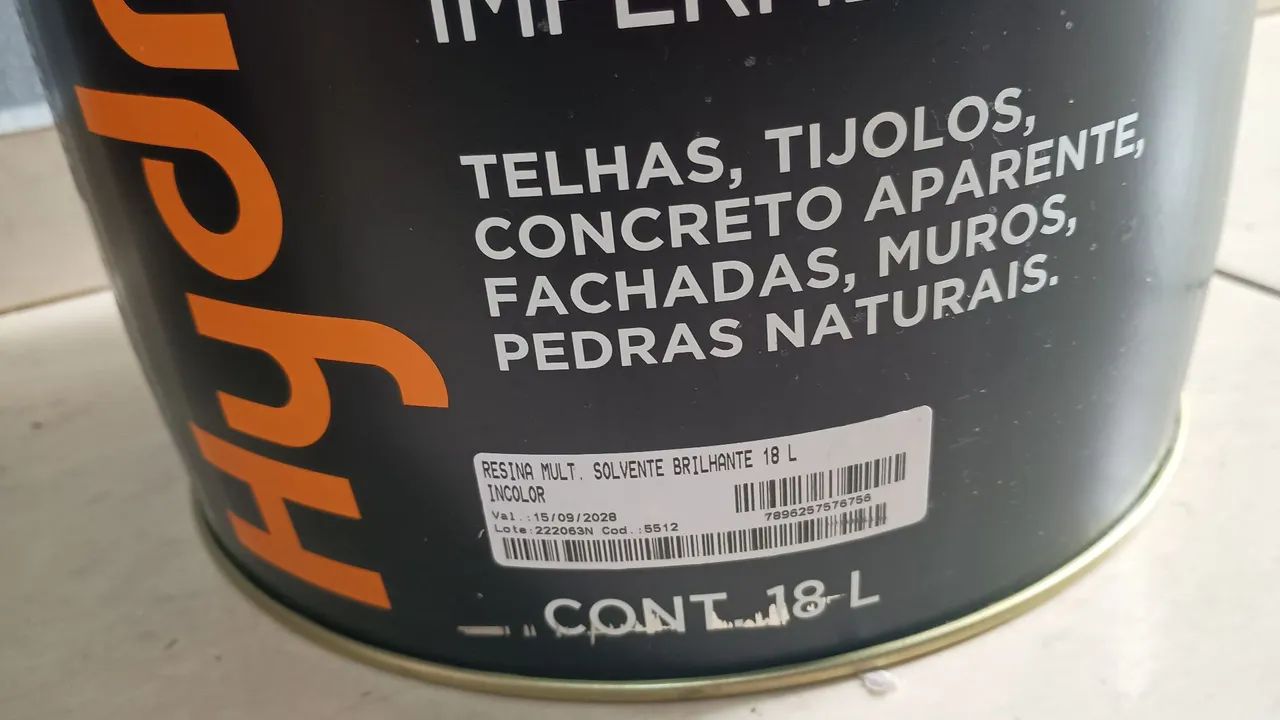 TELHAS, TIJOLOS,
CONCRETO APARENTE,
FACHADAS, MUROS,
PEDRAS NATURAIS.
RESINA MULT. SOLVENTE BRILHANTE 18 L
INCOLOR
Val.:15/09/2028
Lote:222063N Cod.:5512
7896257576756
CONT. 18 L